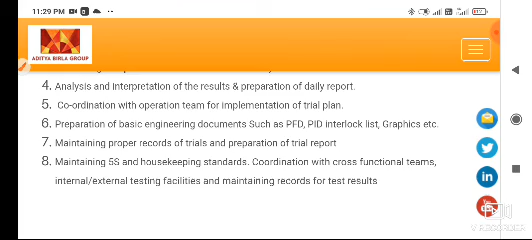 11:29 PM
ADITYA BIRLA GROUP
4. Analysis and interpretation of the results & preparation of daily report.
5. Co-ordination with operation team for implementation of trial plan.
6. Preparation of basic engineering documents Such as PFD, PID interlock list, Graphics etc.
7. Maintaining proper records of trials and preparation of trial report
8. Maintaining 5S and housekeeping standards. Coordination with cross functional teams,
internal/external testing facilities and maintaining records for test results
in
V RECORDER